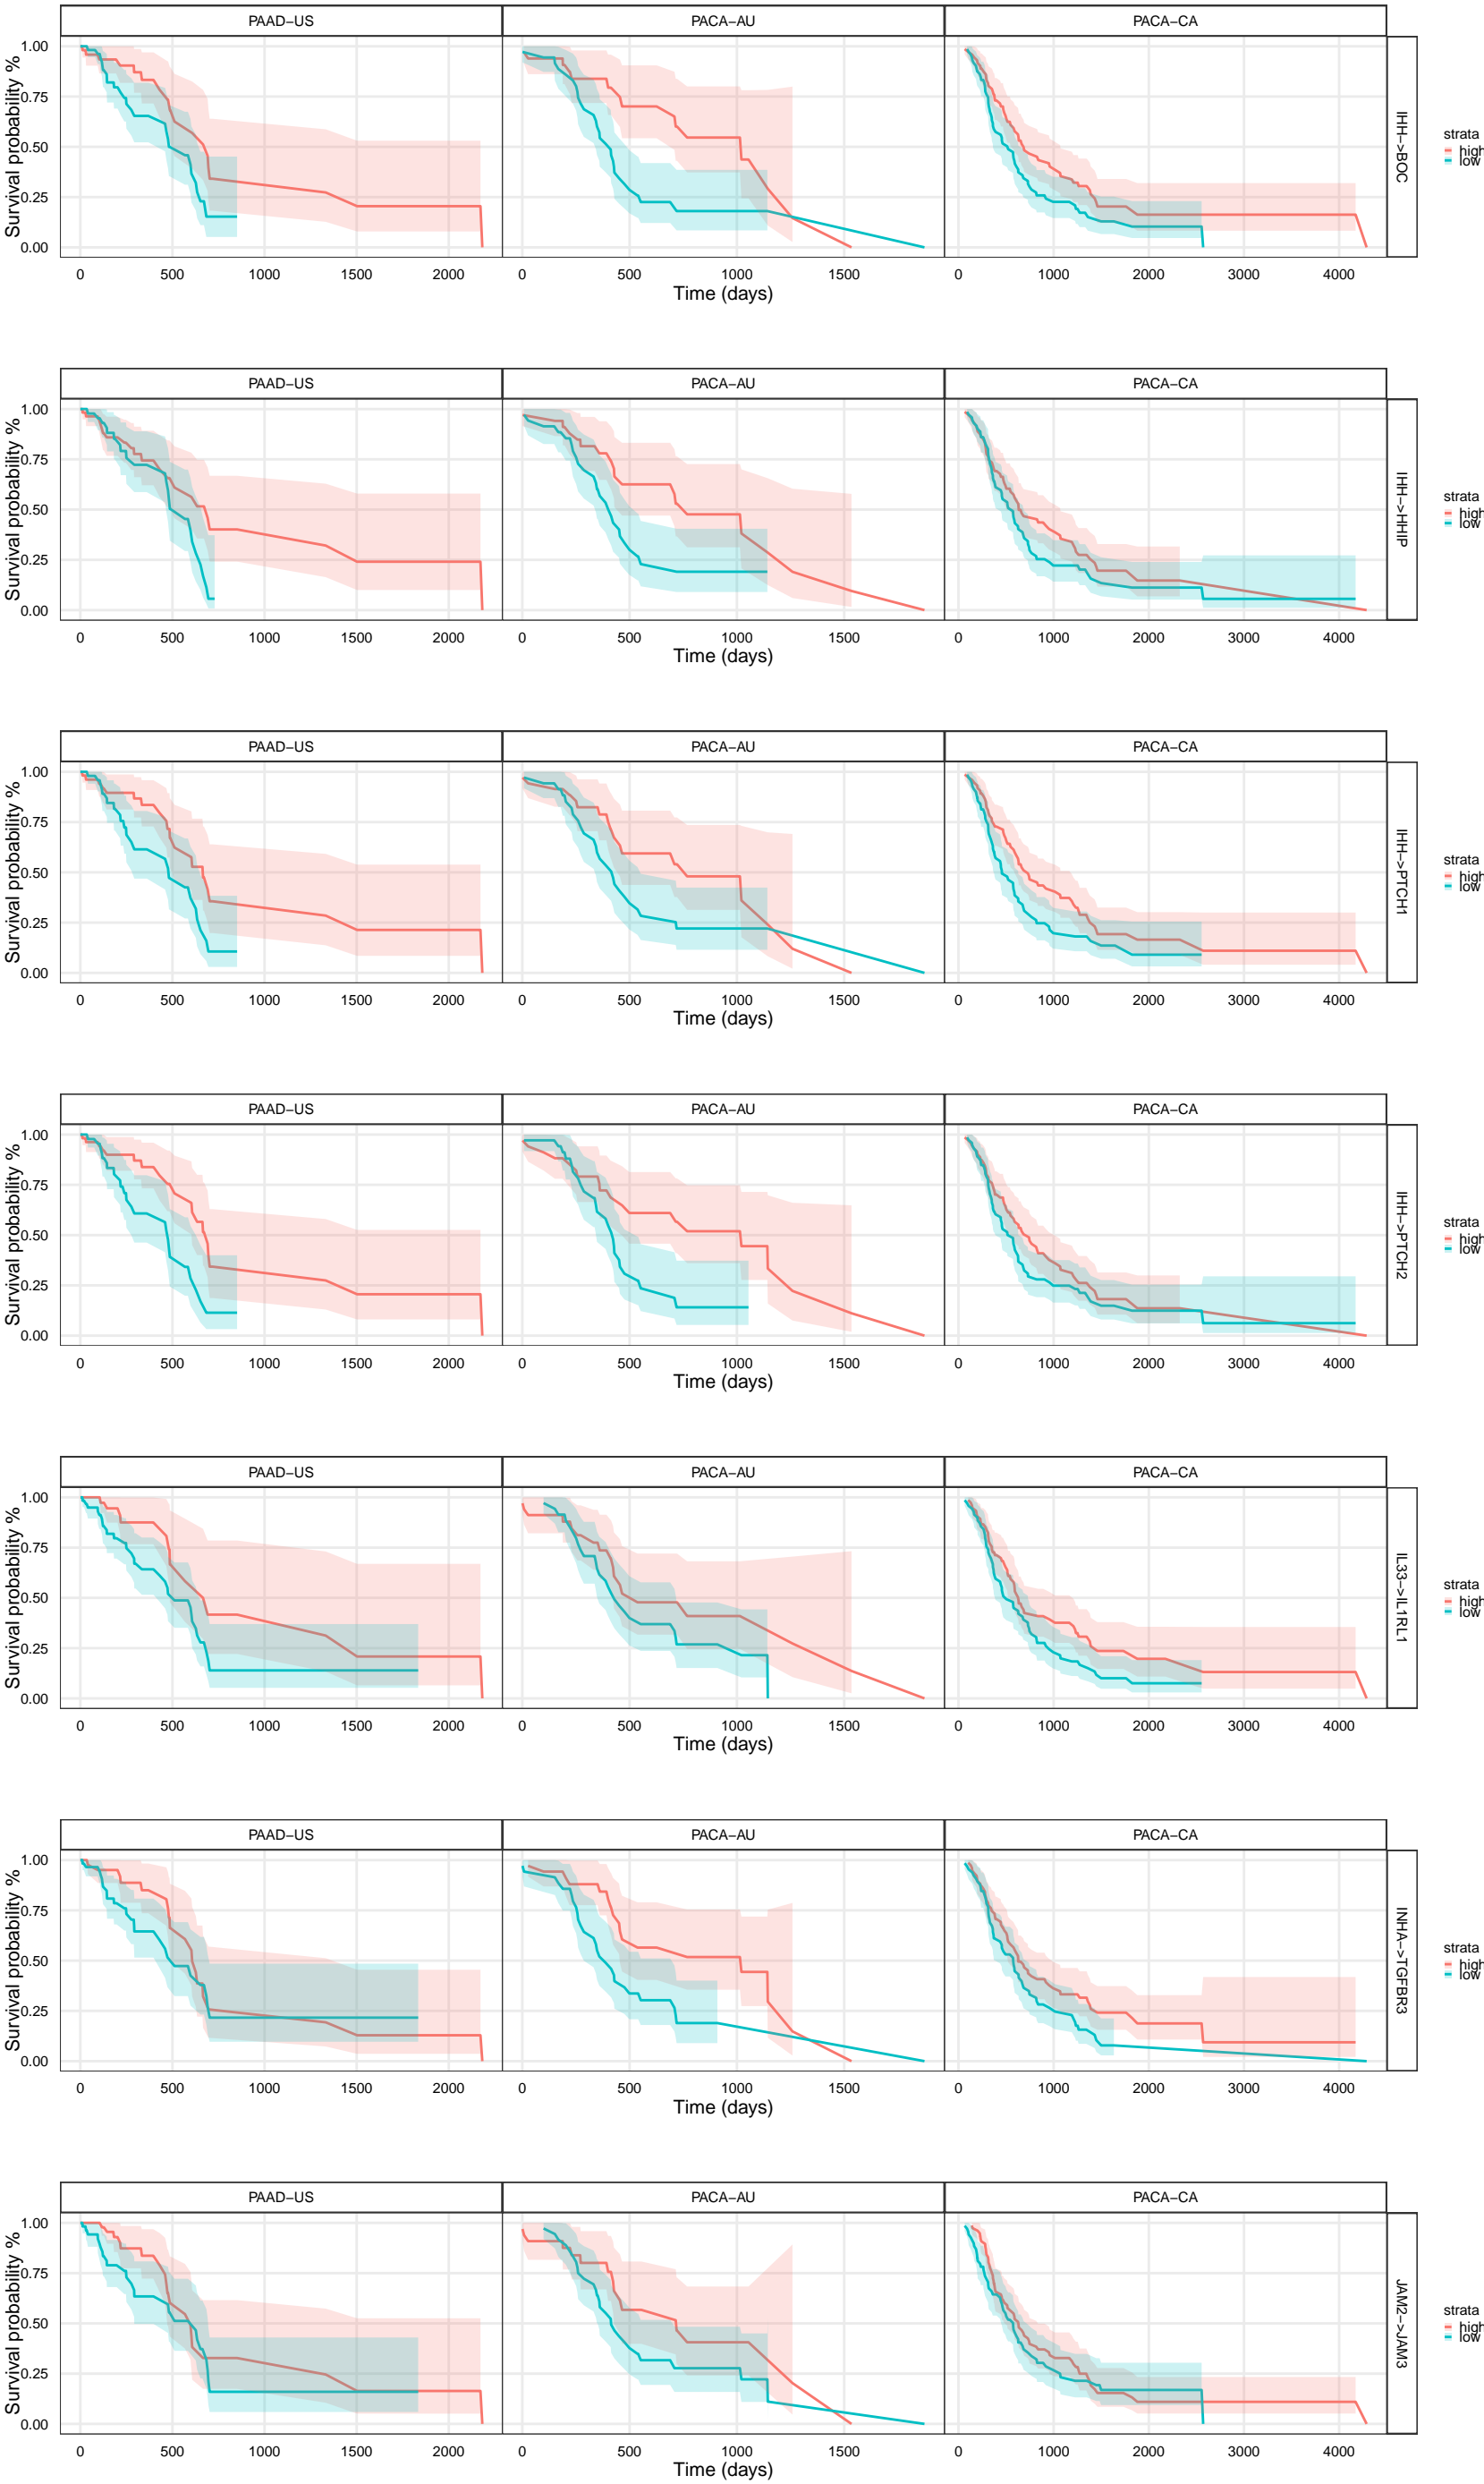 PAAD−US PACA−AU PACA−CA
1.00
0.75
0.50
0.25
0.00
Survival probability %
IHH−>BOC
strata
high
low
0 500 1000 1500 2000 0 500 1000 1500 0 1000 2000 3000 4000
Time (days)
PAAD−US PACA−AU PACA−CA
1.00
0.75
0.50
0.25
0.00
Survival probability %
IHH−>HHIP
strata
high
low
0 500 1000 1500 2000 0 500 1000 1500 0 1000 2000 3000 4000
Time (days)
PAAD−US PACA−AU PACA−CA
1.00
0.75
0.50
0.25
0.00
Survival probability %
IHH−>PTCH1
strata
high
low
0 500 1000 1500 2000 0 500 1000 1500 0 1000 2000 3000 4000
Time (days)
PAAD−US PACA−AU PACA−CA
1.00
0.75
0.50
0.25
0.00
Survival probability %
IHH−>PTCH2
strata
high
low
0 500 1000 1500 2000 0 500 1000 1500 0 1000 2000 3000 4000
Time (days)
PAAD−US PACA−AU PACA−CA
1.00
0.75
0.50
0.25
0.00
Survival probability %
IL33−>IL1RL1
strata
high
low
0 500 1000 1500 2000 0 500 1000 1500 0 1000 2000 3000 4000
Time (days)
PAAD−US PACA−AU PACA−CA
1.00
0.75
0.50
0.25
0.00
Survival probability %
INHA−>TGFBR3
strata
high
low
0 500 1000 1500 2000 0 500 1000 1500 0 1000 2000 3000 4000
Time (days)
PAAD−US PACA−AU PACA−CA
1.00
0.75
0.50
0.25
0.00
Survival probability %
JAM2−>JAM3
strata
high
low
0 500 1000 1500 2000 0 500 1000 1500 0 1000 2000 3000 4000
Time (days)